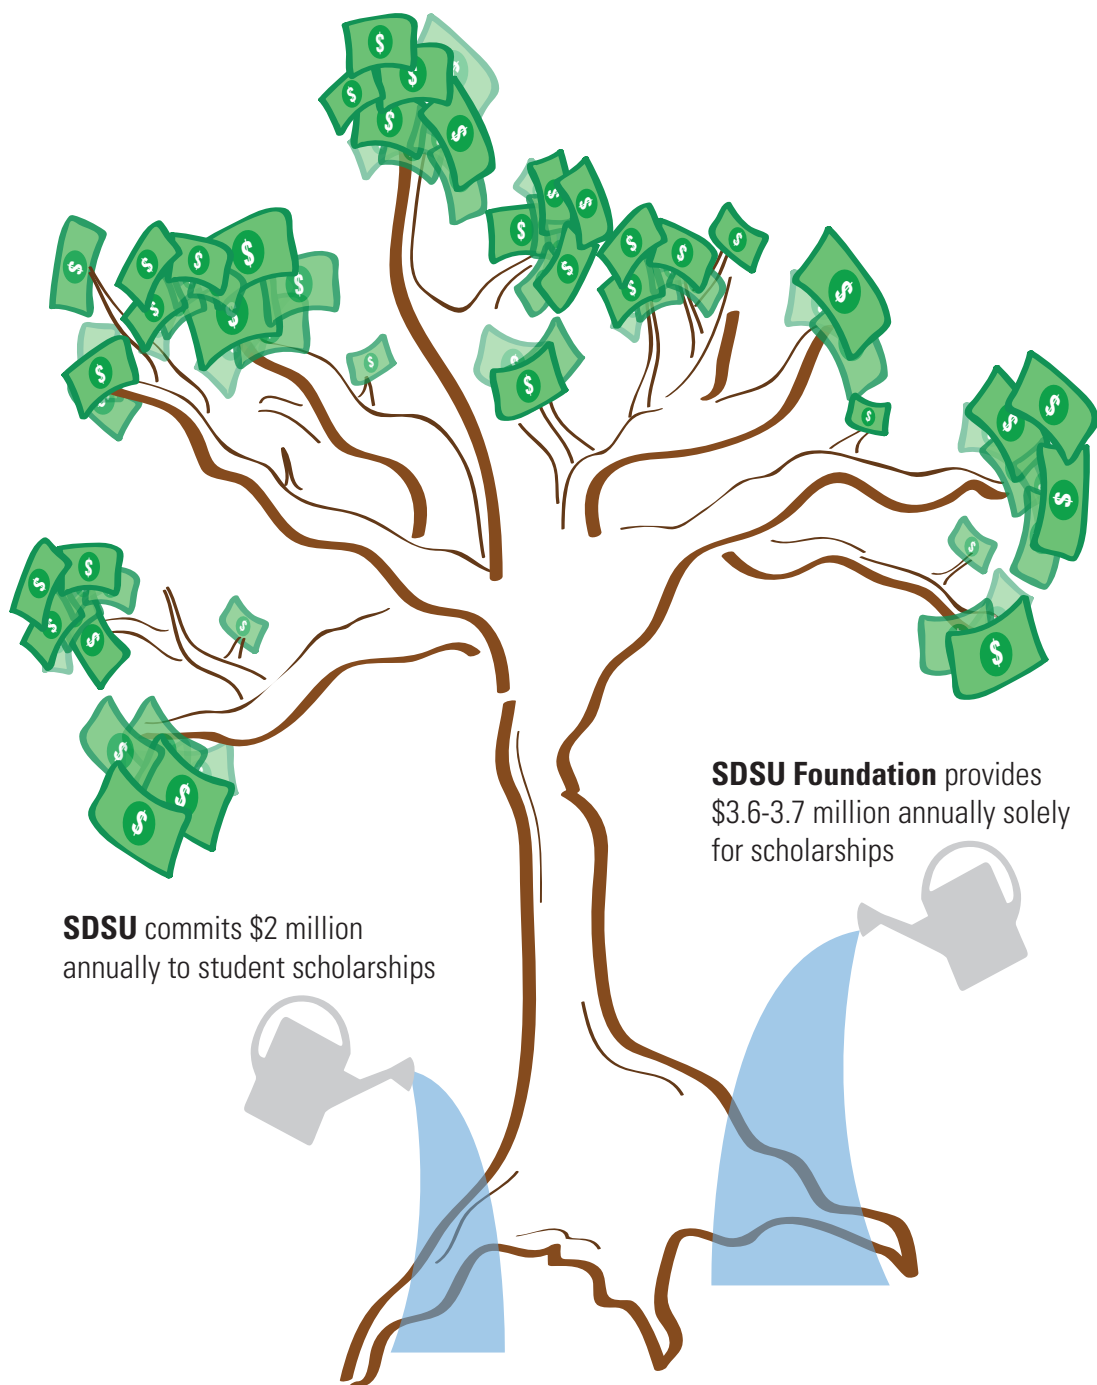 SDSU Foundation provides
$3.6-3.7 million annually solely
for scholarships
SDSU commits $2 million
annually to student scholarships